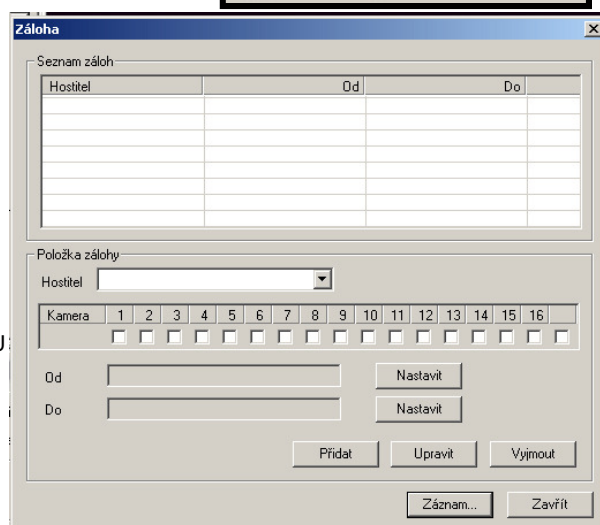 Záloha
Seznam záloh
Hostitel Od Do
Položka zálohy
Hostitel
Kamera 1 2 3 4 5 6 7 8 9 10 11 12 13 14 15 16
Od Nastavit
Do Nastavit
Přidat Upravit Vyjmout
Záznam... Zavřít